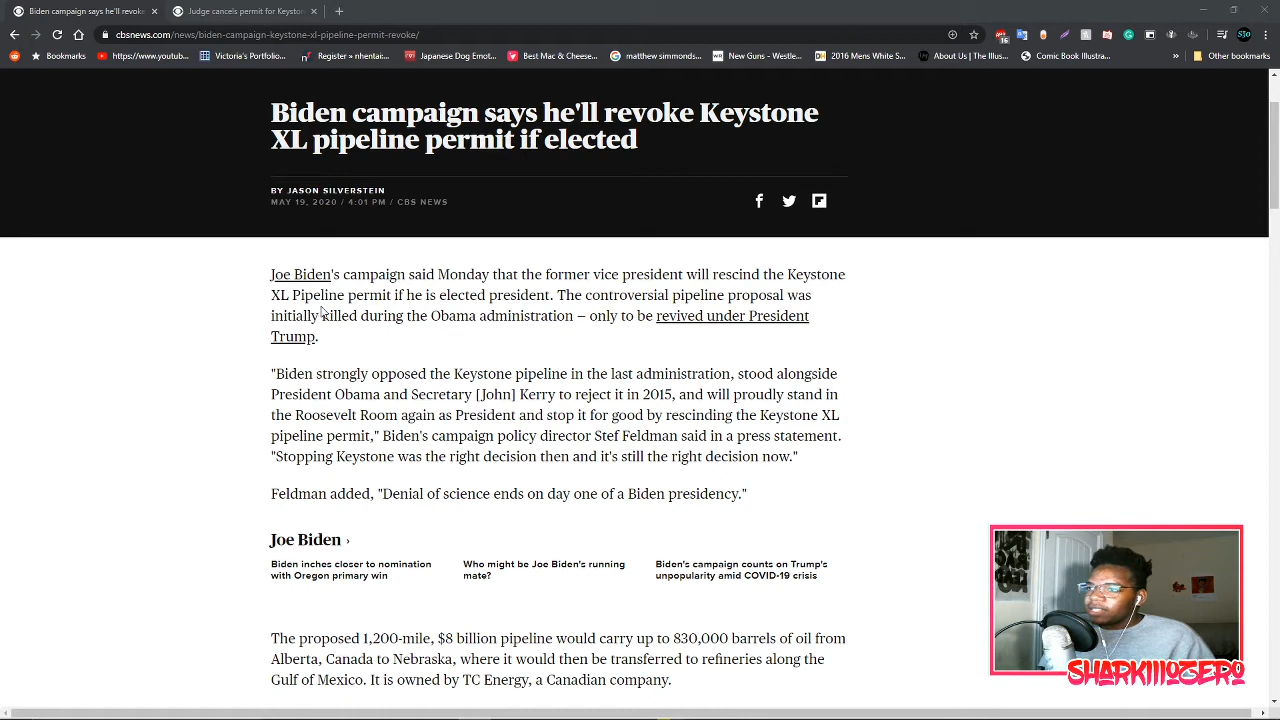 Biden campaign says he'll revoke
Judge cancels permit for Keystone
cbsnews.com/news/biden-campaign-keystone-xl-pipeline-permit-revoke/
Bookmarks
https://www.youtub...
Victoria's Portfolio...
Register » nhentai:...
Japanese Dog Emot...
Best Mac & Cheese...
matthew simmonds...
New Guns - Westle...
2016 Mens White S...
About Us | The Illus...
Comic Book Illustra...
»
Other bookmarks
Biden campaign says he'll revoke Keystone
XL pipeline permit if elected
BY JASON SILVERSTEIN
MAY 19, 2020 / 4:01 PM / CBS NEWS
Joe Biden's campaign said Monday that the former vice president will rescind the Keystone
XL Pipeline permit if he is elected president. The controversial pipeline proposal was
initially killed during the Obama administration — only to be revived under President
Trump.
"Biden strongly opposed the Keystone pipeline in the last administration, stood alongside
President Obama and Secretary [John] Kerry to reject it in 2015, and will proudly stand in
the Roosevelt Room again as President and stop it for good by rescinding the Keystone XL
pipeline permit," Biden's campaign policy director Stef Feldman said in a press statement.
"Stopping Keystone was the right decision then and it's still the right decision now."
Feldman added, "Denial of science ends on day one of a Biden presidency."
Joe Biden ›
Biden inches closer to nomination
with Oregon primary win
Who might be Joe Biden's running
mate?
Biden's campaign counts on Trump's
unpopularity amid COVID-19 crisis
The proposed 1,200-mile, $8 billion pipeline would carry up to 830,000 barrels of oil from
Alberta, Canada to Nebraska, where it would then be transferred to refineries along the
Gulf of Mexico. It is owned by TC Energy, a Canadian company.